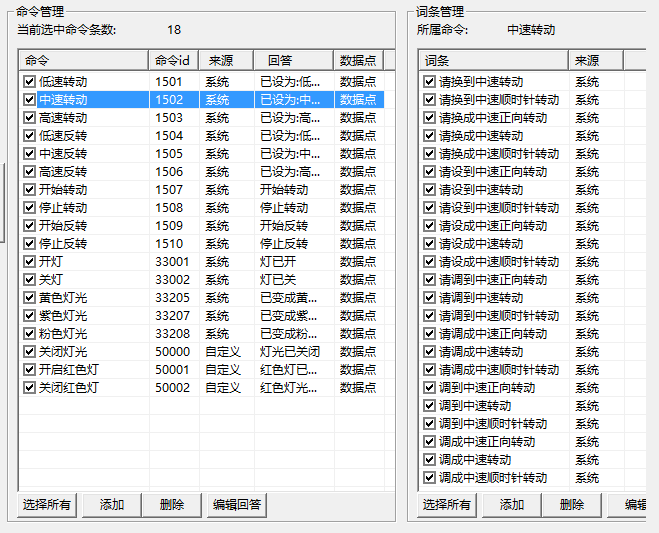 命令管理
当前选中命令条数: 18
命令 命令id 来源 回答 数据点
低速转动 1501 系统 已设为:低... 数据点
中速转动 1502 系统 已设为:中... 数据点
高速转动 1503 系统 已设为:高... 数据点
低速反转 1504 系统 已设为:低... 数据点
中速反转 1505 系统 已设为:中... 数据点
高速反转 1506 系统 已设为:高... 数据点
开始转动 1507 系统 开始转动 数据点
停止转动 1508 系统 停止转动 数据点
开始反转 1509 系统 开始反转 数据点
停止反转 1510 系统 停止反转 数据点
开灯 33001 系统 灯已开 数据点
关灯 33002 系统 灯已关 数据点
黄色灯光 33205 系统 已变成黄... 数据点
紫色灯光 33207 系统 已变成紫... 数据点
粉色灯光 33208 系统 已变成粉... 数据点
关闭灯光 50000 自定义 灯光已关闭 数据点
开启红色灯 50001 自定义 红色灯已... 数据点
关闭红色灯 50002 自定义 红色灯光... 数据点
选择所有 添加 删除 编辑回答
词条管理
所属命令: 中速转动
词条 来源
请换到中速转动 系统
请换到中速顺时针转动 系统
请换成中速正向转动 系统
请换成中速转动 系统
请换成中速顺时针转动 系统
请设到中速正向转动 系统
请设到中速转动 系统
请设到中速顺时针转动 系统
请设成中速正向转动 系统
请设成中速转动 系统
请设成中速顺时针转动 系统
请调到中速正向转动 系统
请调到中速转动 系统
请调到中速顺时针转动 系统
请调成中速正向转动 系统
请调成中速转动 系统
请调成中速顺时针转动 系统
调到中速正向转动 系统
调到中速转动 系统
调到中速顺时针转动 系统
调成中速正向转动 系统
调成中速转动 系统
调成中速顺时针转动 系统
选择所有 添加 删除 编辑